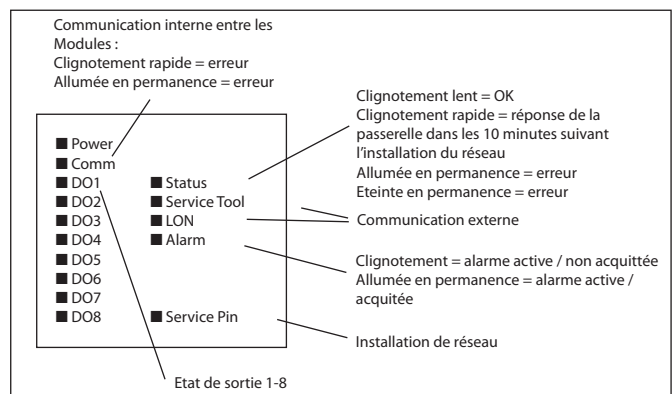 Communication interne entre les
Modules :
Clignotement rapide = erreur
Allumée en permanence = erreur
Clignotement lent = OK
Clignotement rapide = réponse de la
passerelle dans les 10 minutes suivant
l'installation du réseau
Allumée en permanence = erreur
Eteinte en permanence = erreur
Power
Comm
DO1
Status
DO2
Service Tool
DO3
LON
Communication externe
DO4
Alarm
DO5
Clignotement = alarme active / non acquittée
DO6
Allumée en permanence = alarme active /
acquitée
DO7
DO8
Service Pin
Installation de réseau
Etat de sortie 1-8